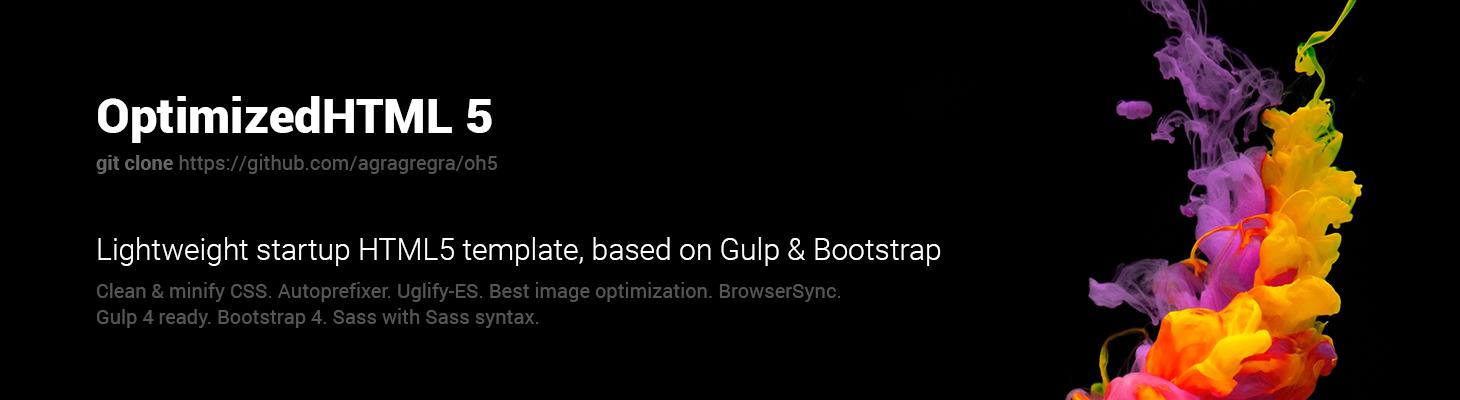 OptimizedHTML 5
git clone https://github.com/agragregra/oh5
Lightweight startup HTML5 template, based on Gulp & Bootstrap
Clean & minify CSS. Autoprefixer. Uglify-ES. Best image optimization. BrowserSync.
Gulp 4 ready. Bootstrap 4. Sass with Sass syntax.